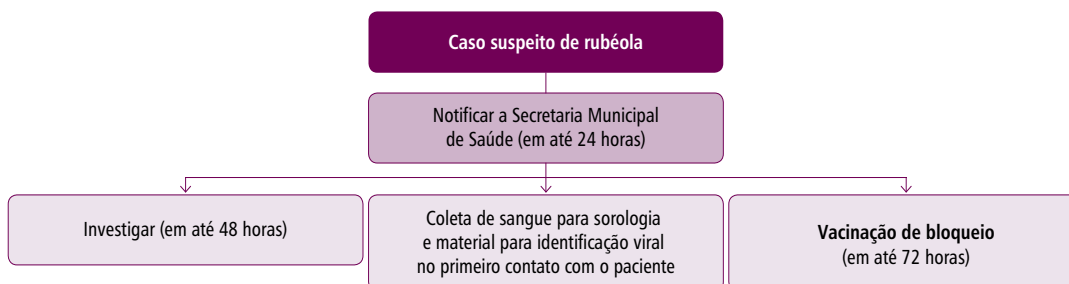 Caso suspeito de rubéola
Notificar a Secretaria Municipal
de Saúde (em até 24 horas)
Investigar (em até 48 horas)
Coleta de sangue para sorologia
e material para identificação viral
no primeiro contato com o paciente
Vacinação de bloqueio
(em até 72 horas)